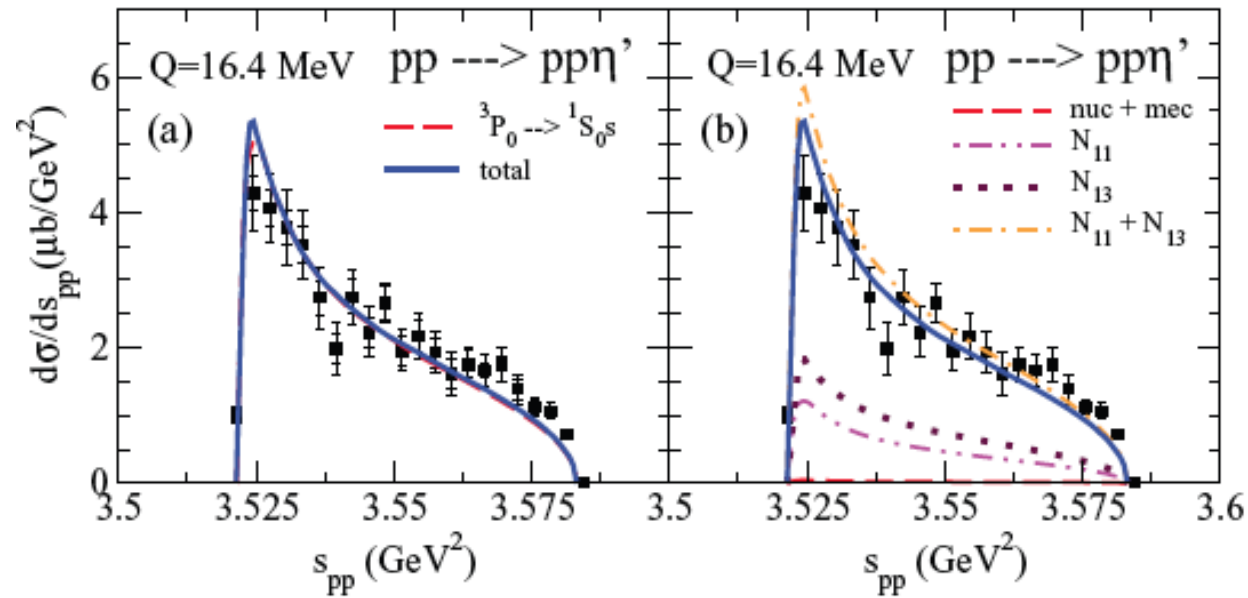 Q=16.4 MeV pp ---> ppη’
(a)
³P₀ --> ¹S₀s
total
Q=16.4 MeV pp ---> ppη’
(b)
nuc + mec
N₁₁
N₁₃
N₁₁ + N₁₃
dσ/ds_pp (μb/GeV²)
6
4
2
0
3.5 3.525 3.55 3.575 3.5 3.525 3.55 3.575 3.6
s_pp (GeV²) s_pp (GeV²)